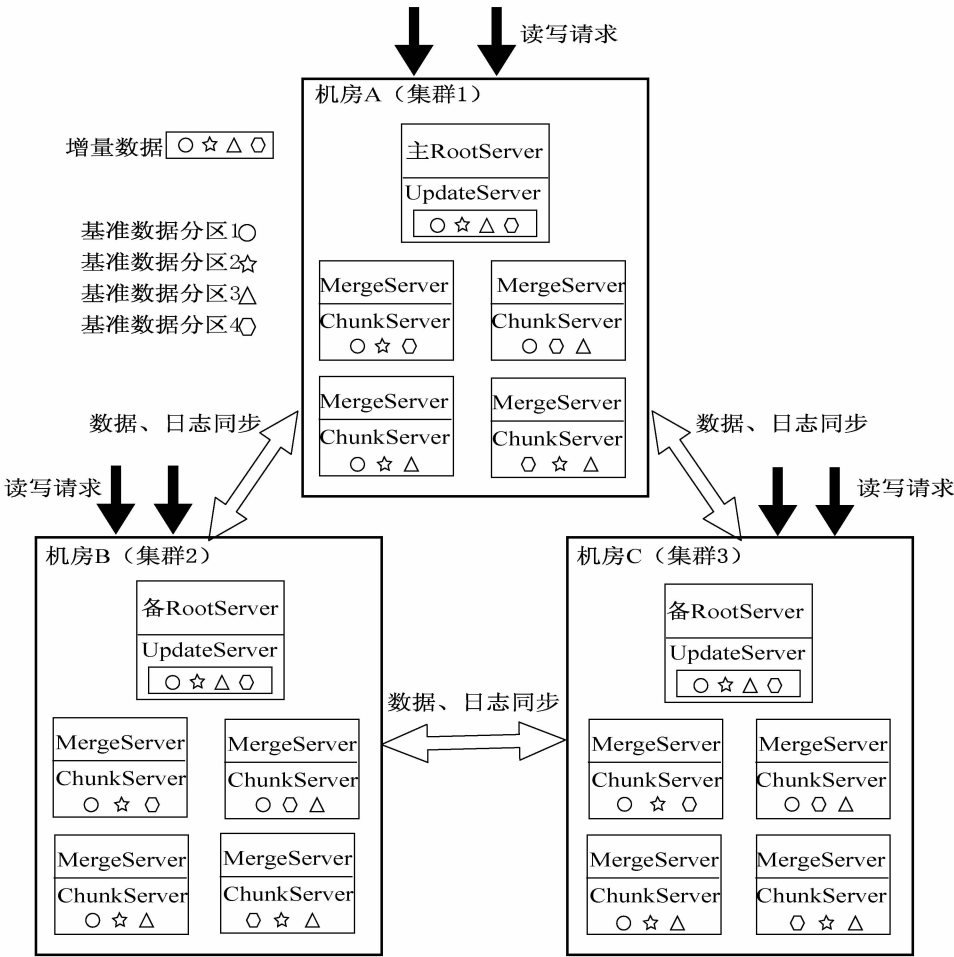 读写请求
机房A（集群1）
增量数据
主RootServer
UpdateServer
基准数据分区1
基准数据分区2
基准数据分区3
基准数据分区4
MergeServer
ChunkServer
MergeServer
ChunkServer
MergeServer
ChunkServer
MergeServer
ChunkServer
数据、日志同步
数据、日志同步
读写请求
读写请求
机房B（集群2）
备RootServer
UpdateServer
MergeServer
ChunkServer
MergeServer
ChunkServer
MergeServer
ChunkServer
MergeServer
ChunkServer
数据、日志同步
机房C（集群3）
备RootServer
UpdateServer
MergeServer
ChunkServer
MergeServer
ChunkServer
MergeServer
ChunkServer
MergeServer
ChunkServer